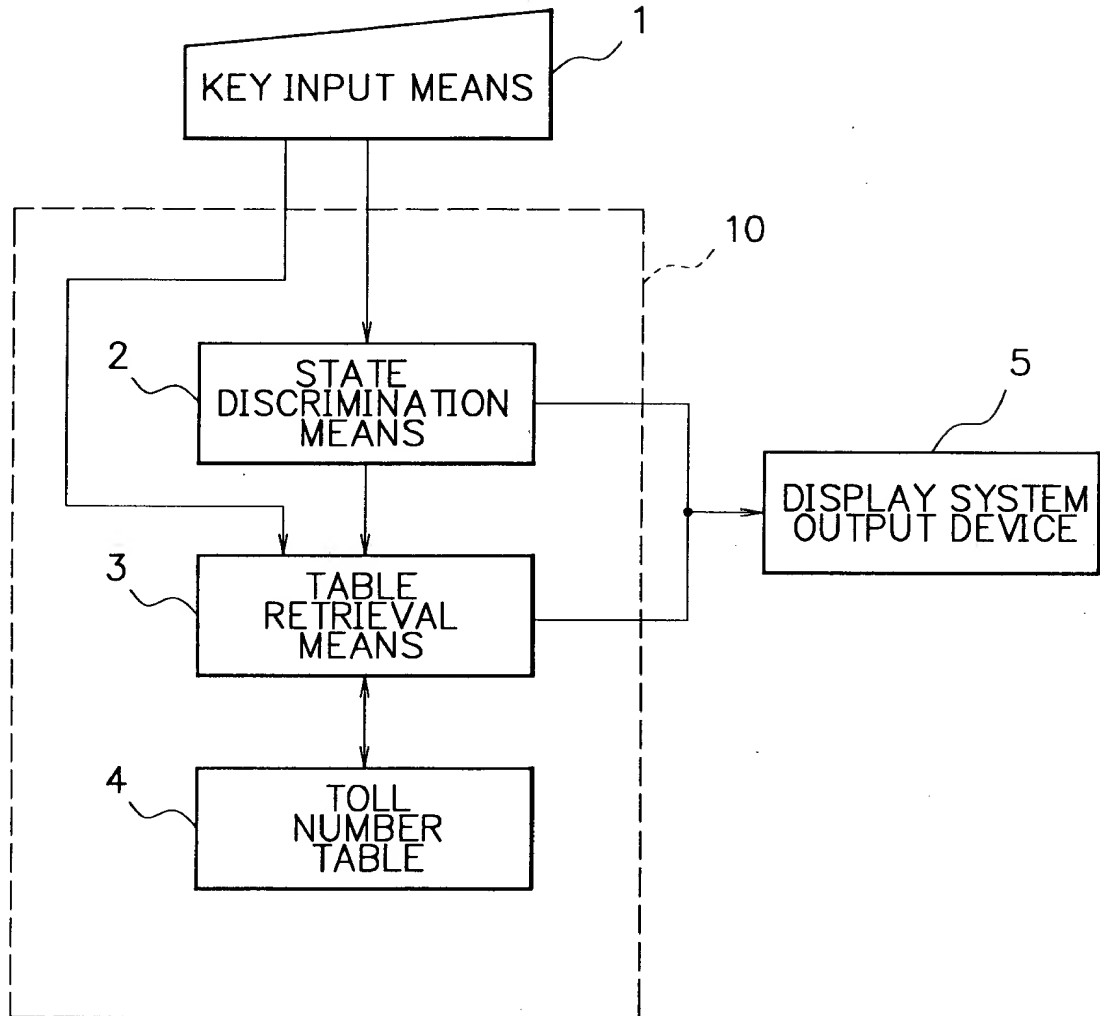 1
KEY INPUT MEANS
10
2
STATE
DISCRIMINATION
MEANS
5
DISPLAY SYSTEM
OUTPUT DEVICE
3
TABLE
RETRIEVAL
MEANS
4
TOLL
NUMBER
TABLE